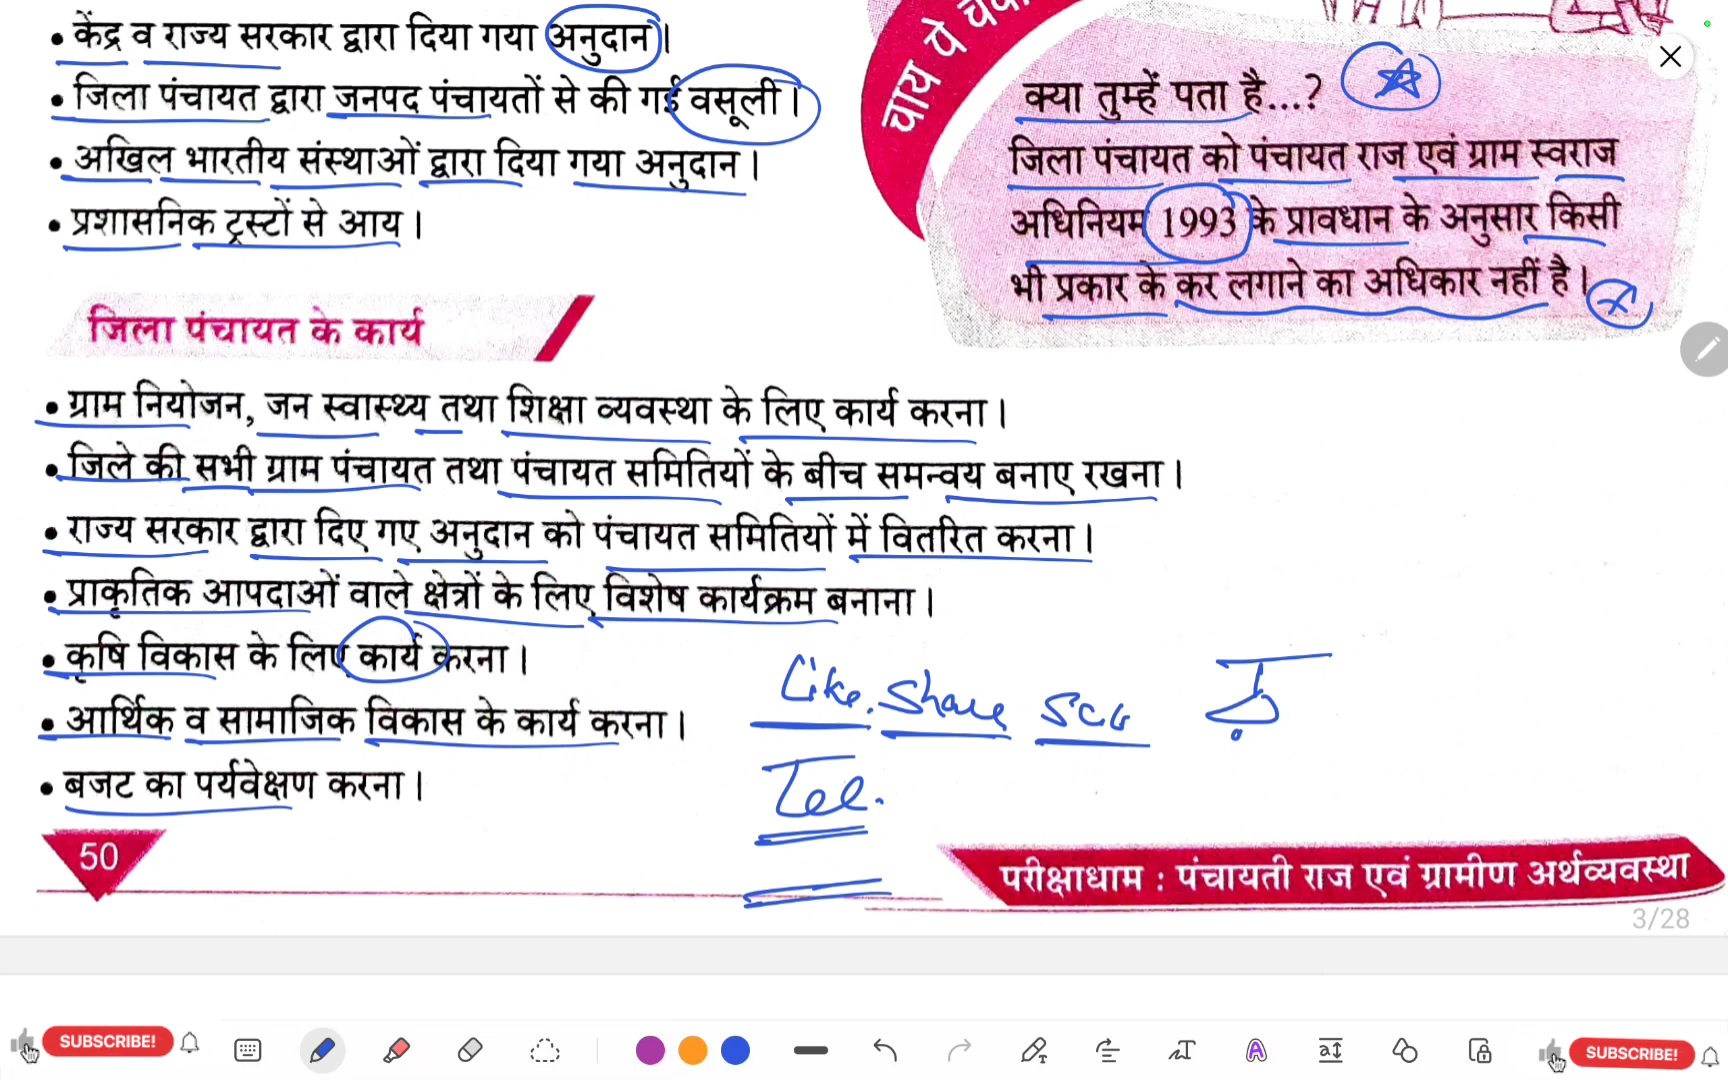 • केंद्र व राज्य सरकार द्वारा दिया गया अनुदान।
• जिला पंचायत द्वारा जनपद पंचायतों से की गई वसूली।
• अखिल भारतीय संस्थाओं द्वारा दिया गया अनुदान।
• प्रशासनिक ट्रस्टों से आय।
चाय पे
क्या तुम्हें पता है...?
जिला पंचायत को पंचायत राज एवं ग्राम स्वराज
अधिनियम 1993 के प्रावधान के अनुसार किसी
भी प्रकार के कर लगाने का अधिकार नहीं है।
जिला पंचायत के कार्य
• ग्राम नियोजन, जन स्वास्थ्य तथा शिक्षा व्यवस्था के लिए कार्य करना।
• जिले की सभी ग्राम पंचायत तथा पंचायत समितियों के बीच समन्वय बनाए रखना।
• राज्य सरकार द्वारा दिए गए अनुदान को पंचायत समितियों में वितरित करना।
• प्राकृतिक आपदाओं वाले क्षेत्रों के लिए विशेष कार्यक्रम बनाना।
• कृषि विकास के लिए कार्य करना।
• आर्थिक व सामाजिक विकास के कार्य करना।
• बजट का पर्यवेक्षण करना।
Like. Share
Tel.
50
परीक्षाधाम : पंचायती राज एवं ग्रामीण अर्थव्यवस्था
3/28
SUBSCRIBE!
SUBSCRIBE!